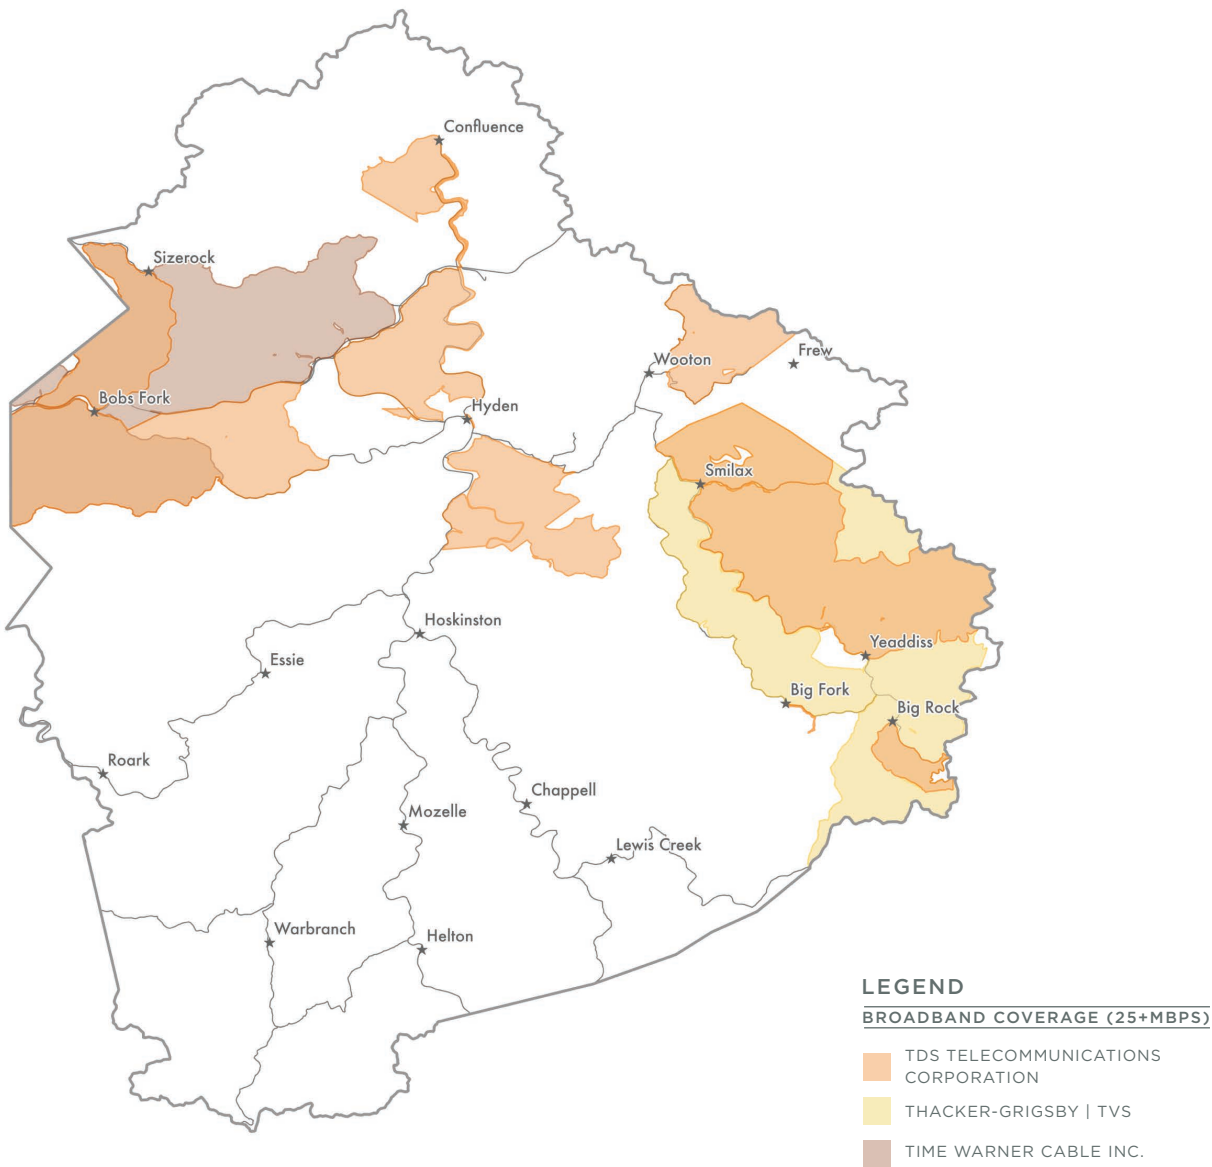 Confluence
Sizerock
Wooton
Frew
Bobs Fork
Hyden
Smilax
Hoskinston
Yeaddiss
Essie
Big Fork
Big Rock
Roark
Chappell
Mozelle
Lewis Creek
Warbranch
Helton
LEGEND
BROADBAND COVERAGE (25+MBPS)
TDS TELECOMMUNICATIONS
CORPORATION
THACKER-GRIGSBY | TVS
TIME WARNER CABLE INC.